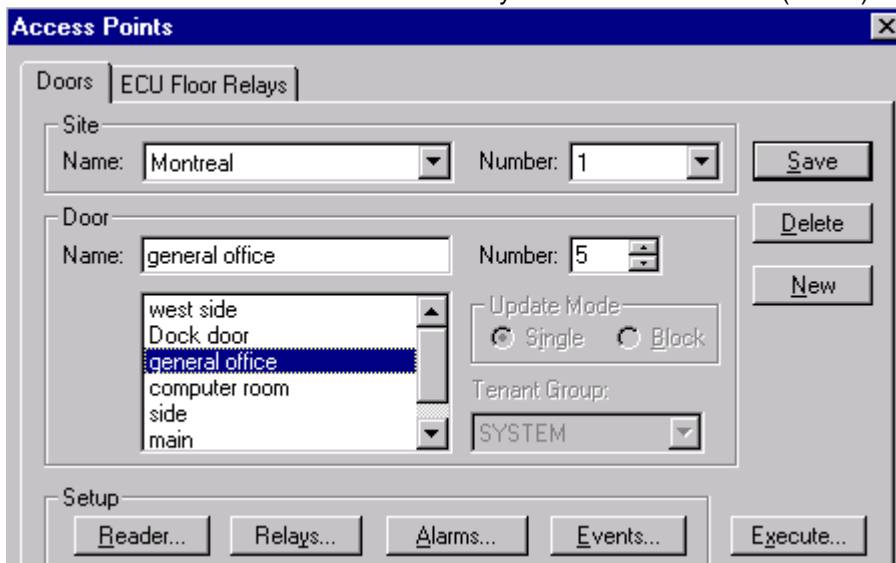 Access Points
Doors ECU Floor Relays
Site
Name: Montreal Number: 1 Save
Door Delete
Name: general office Number: 5
New
west side Update Mode
Dock door Single Block
general office
computer room Tenant Group:
side SYSTEM
main
Setup
Reader... Relays... Alarms... Events... Execute...